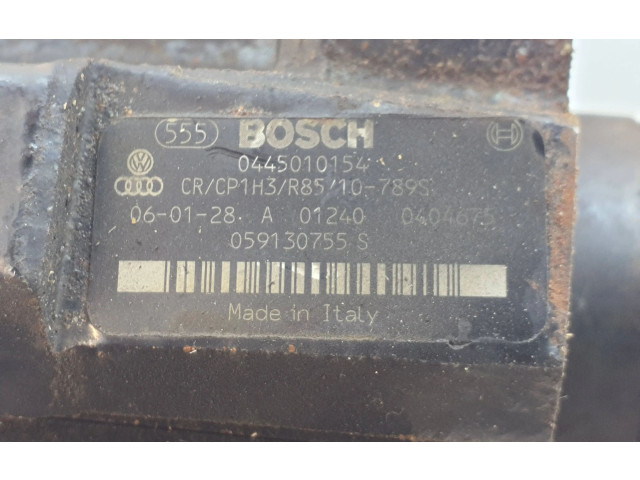 555 BOSCH
0445010154
CR/CP1H3/R85/10-789S
06-01-28 A 01240 0404675
059130755 S
Made in Italy